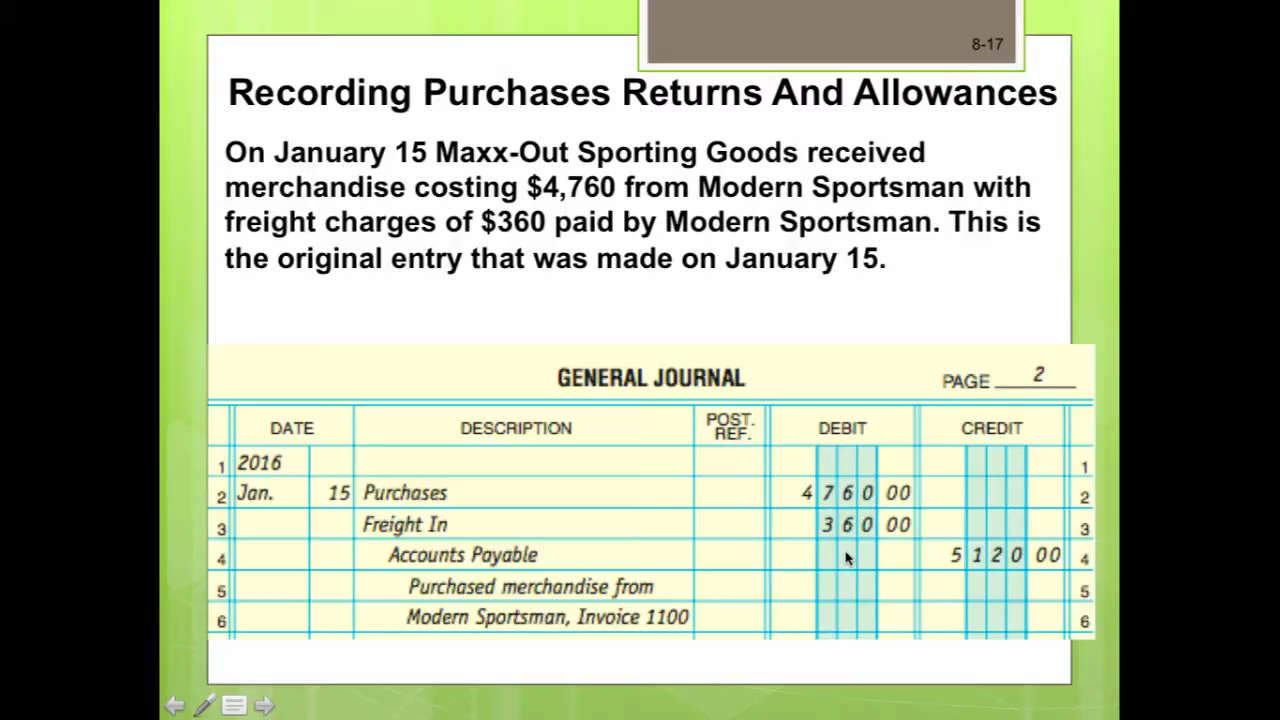 8-17
Recording Purchases Returns And Allowances
On January 15 Maxx-Out Sporting Goods received
merchandise costing $4,760 from Modern Sportsman with
freight charges of $360 paid by Modern Sportsman. This is
the original entry that was made on January 15.
GENERAL JOURNAL PAGE 2
DATE DESCRIPTION POST. REF. DEBIT CREDIT
1 2016 1
2 Jan. 15 Purchases 4 7 6 0 00 2
3 Freight In 3 6 0 00 3
4 Accounts Payable 5 1 2 0 00 4
5 Purchased merchandise from 5
6 Modern Sportsman, Invoice 1100 6